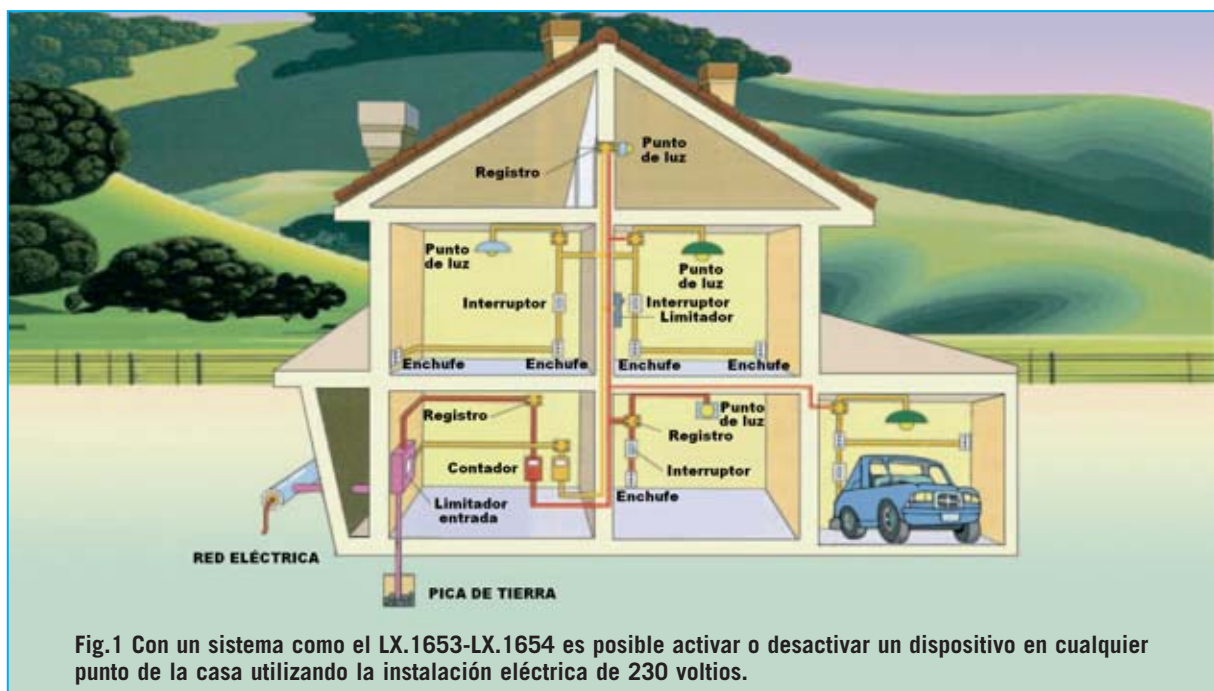 Punto
de luz
Registro
Punto
de luz
Punto
de luz
Interruptor
Interruptor
Limitador
Enchufe
Enchufe
Enchufe
Enchufe
Registro
Punto
de luz
Registro
Contador
Interruptor
Enchufe
Limitador
entrada
RED ELÉCTRICA
PICA DE TIERRA
Fig.1 Con un sistema como el LX.1653-LX.1654 es posible activar o desactivar un dispositivo en cualquier
punto de la casa utilizando la instalación eléctrica de 230 voltios.